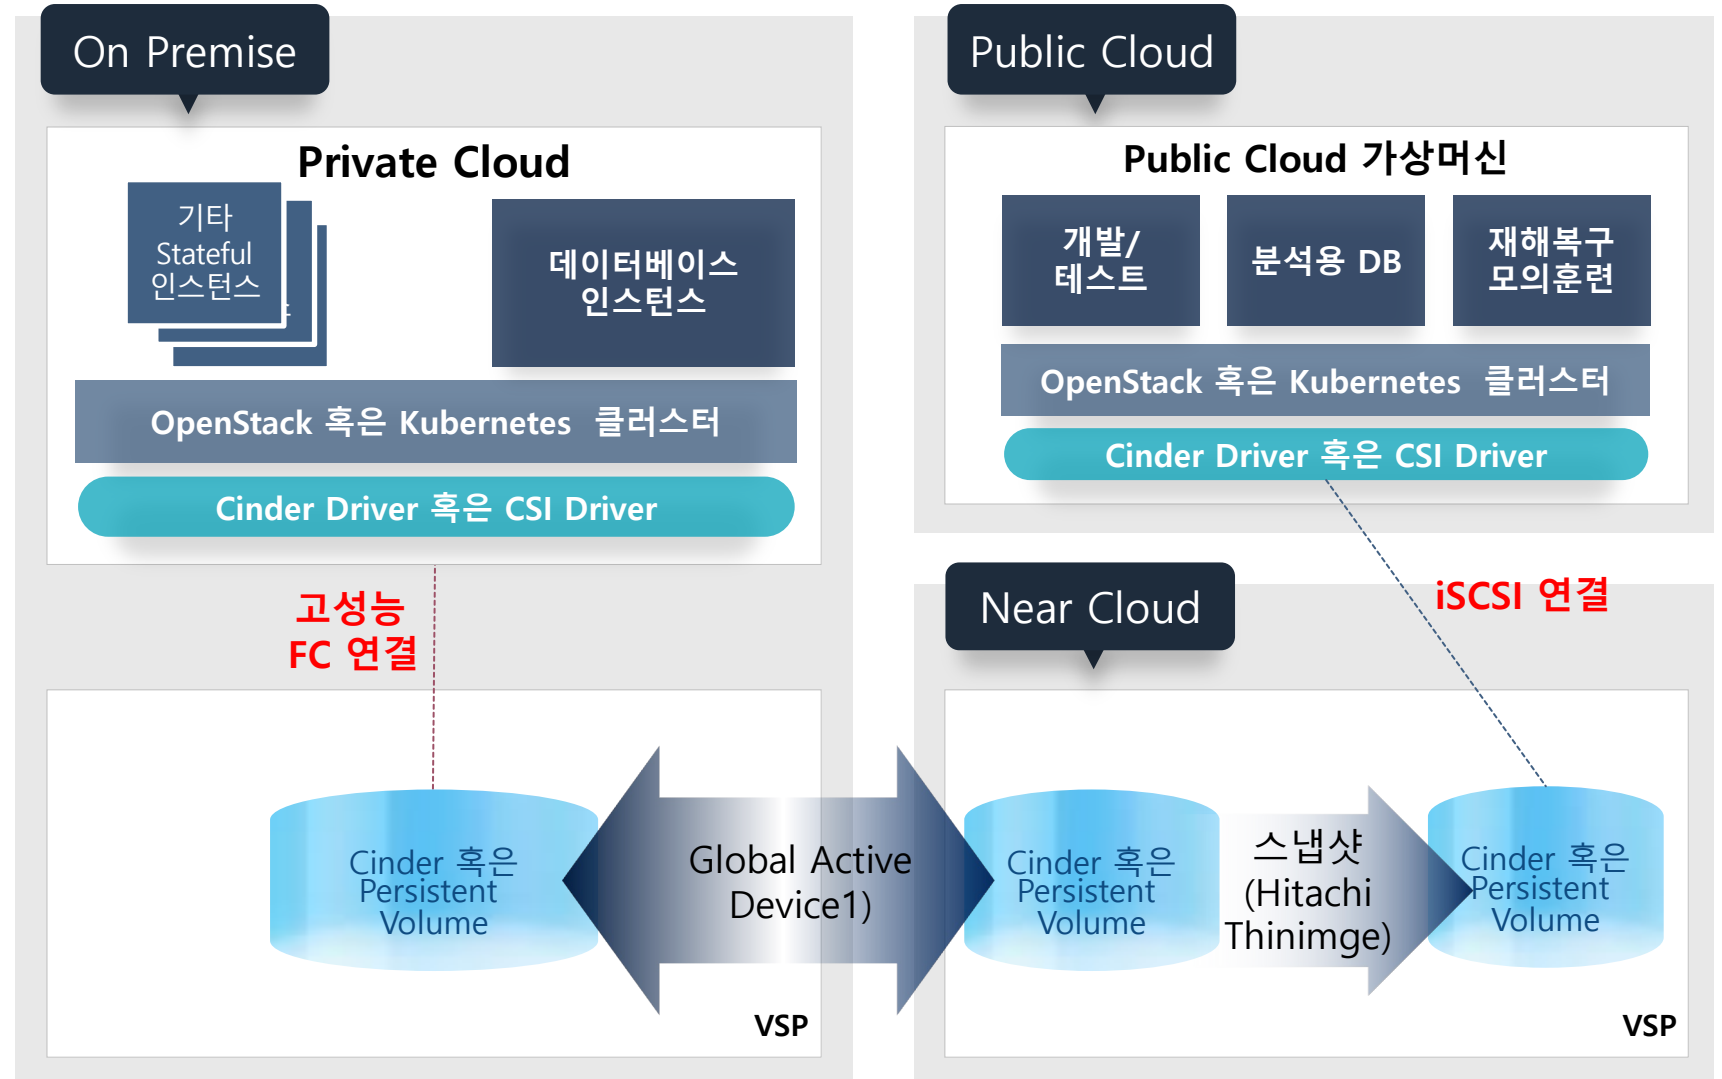 On Premise
Private Cloud
기타
Stateful
인스턴스
데이터베이스
인스턴스
OpenStack 혹은 Kubernetes 클러스터
Cinder Driver 혹은 CSI Driver
고성능
FC 연결
Cinder 혹은
Persistent
Volume
VSP
Global Active
Device1)
Public Cloud
Public Cloud 가상머신
개발/
테스트
분석용 DB
재해복구
모의훈련
OpenStack 혹은 Kubernetes 클러스터
Cinder Driver 혹은 CSI Driver
iSCSI 연결
Near Cloud
Cinder 혹은
Persistent
Volume
스냅샷
(Hitachi
Thinimge)
Cinder 혹은
Persistent
Volume
VSP